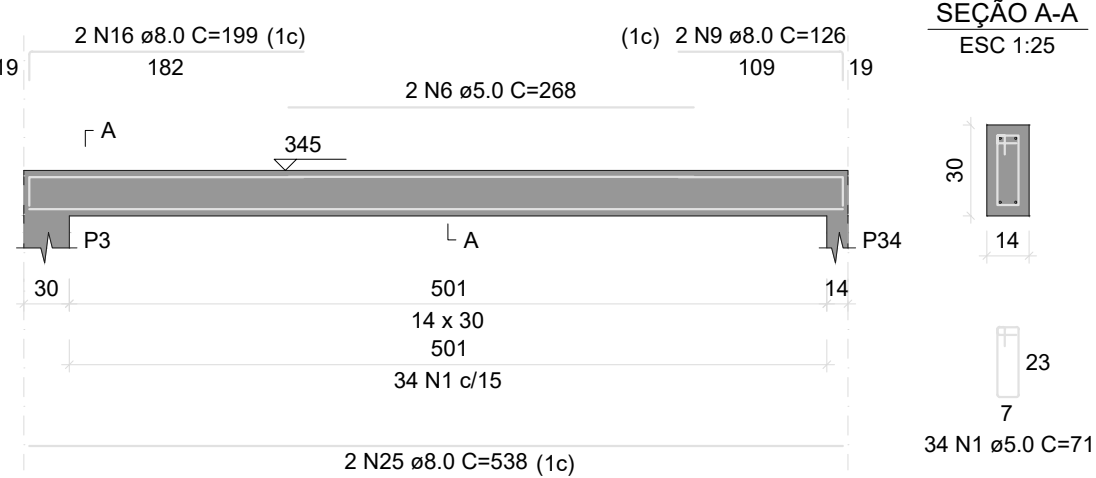 SEÇÃO A-A
ESC 1:25
2 N16 ø8.0 C=199 (1c)
(1c) 2 N9 ø8.0 C=126
19
182
109
19
2 N6 ø5.0 C=268
A
345
30
P3
A
P34
14
30
501
14
14 x 30
501
34 N1 c/15
23
7
34 N1 ø5.0 C=71
2 N25 ø8.0 C=538 (1c)